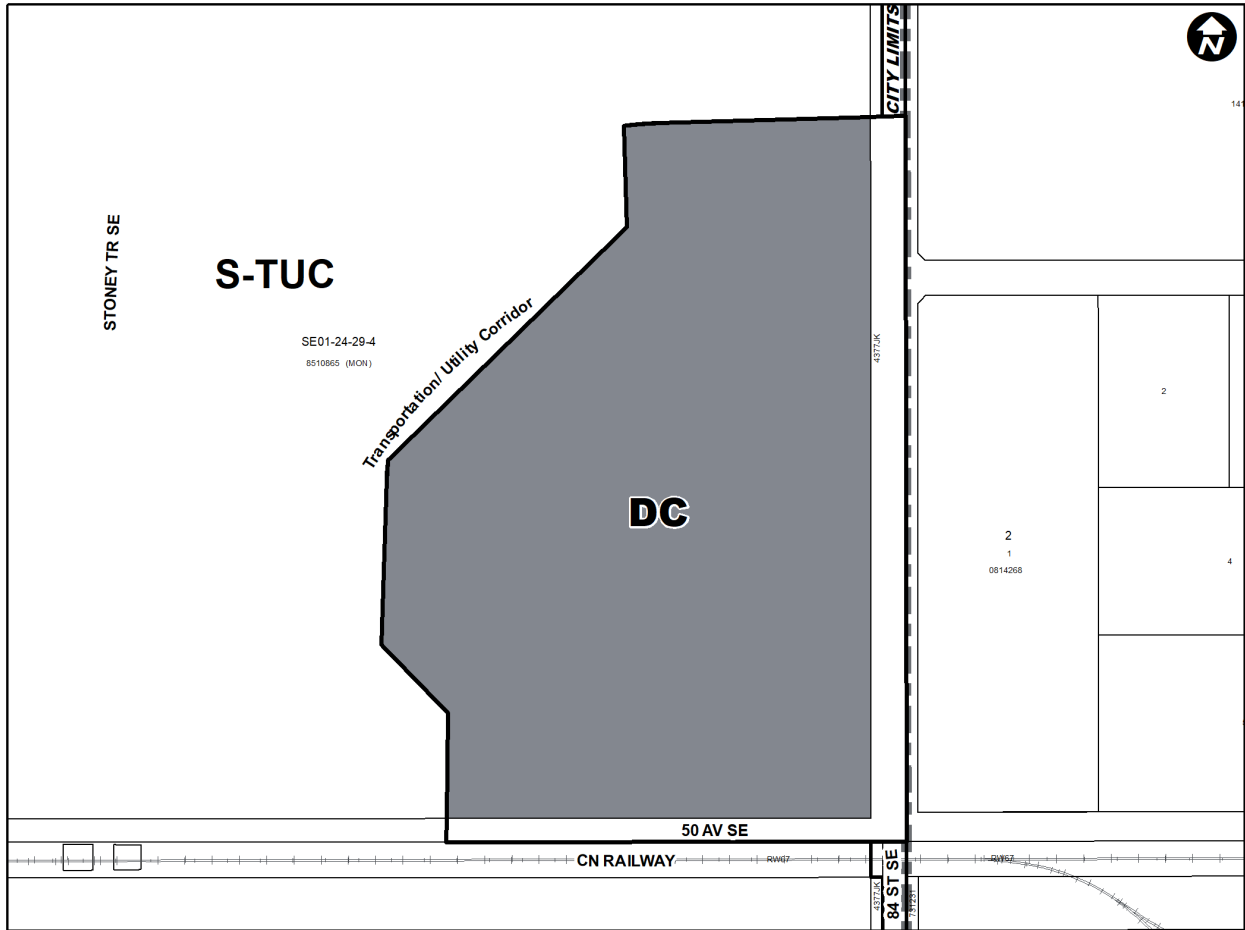 CITY LIMITS
N
141
STONEY TR SE
S-TUC
SE01-24-29-4
8510865 (MON)
Transportation/ Utility Corridor
4377JK
2
DC
2
1
0814268
4
50 AV SE
CN RAILWAY
RW67
RW67
4377JK
84 ST SE
731231